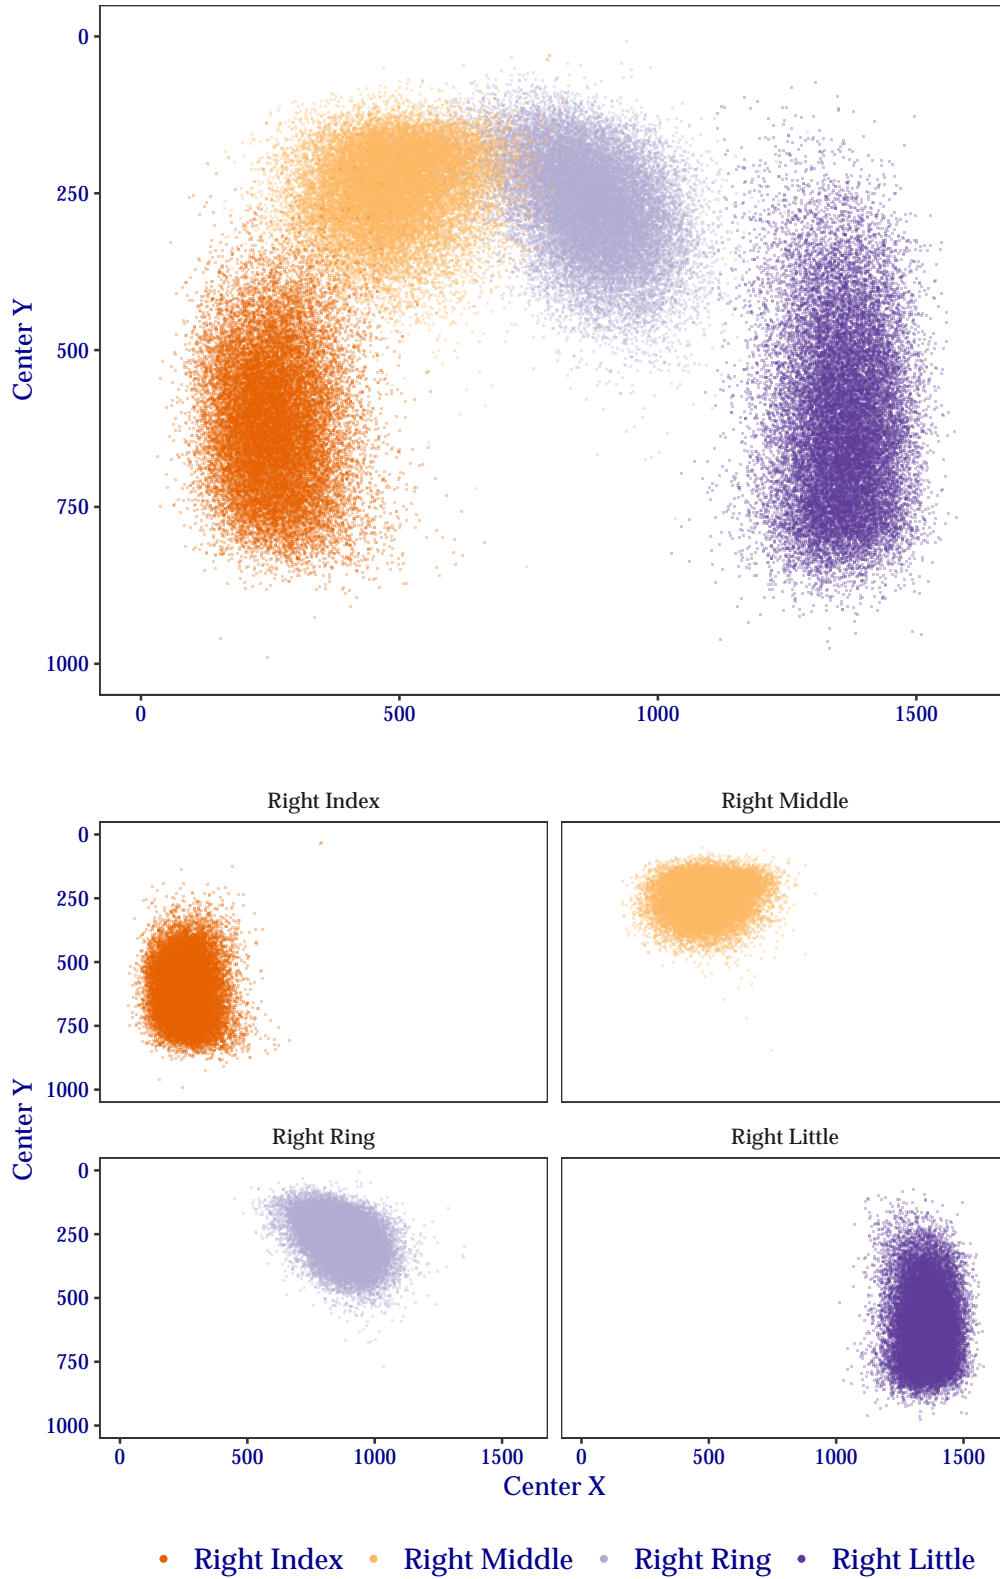 0
250
500
750
1000
Center Y
0 500 1000 1500
Right Index Right Middle
0
250
500
750
1000
Center Y
Right Ring Right Little
0
250
500
750
1000
0 500 1000 1500 0 500 1000 1500
Center X
Right Index Right Middle Right Ring Right Little